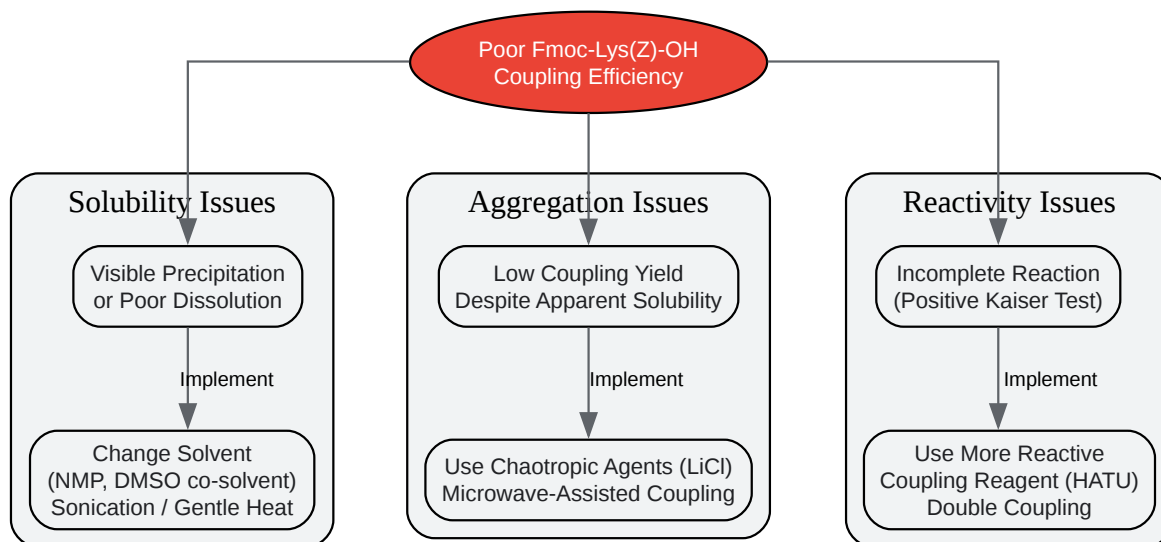 Poor Fmoc-Lys(Z)-OH
Coupling Efficiency
Solubility Issues
Visible Precipitation
or Poor Dissolution
Implement
Change Solvent
(NMP, DMSO co-solvent)
Sonication / Gentle Heat
Aggregation Issues
Low Coupling Yield
Despite Apparent Solubility
Implement
Use Chaotropic Agents (LiCl)
Microwave-Assisted Coupling
Reactivity Issues
Incomplete Reaction
(Positive Kaiser Test)
Implement
Use More Reactive
Coupling Reagent (HATU)
Double Coupling